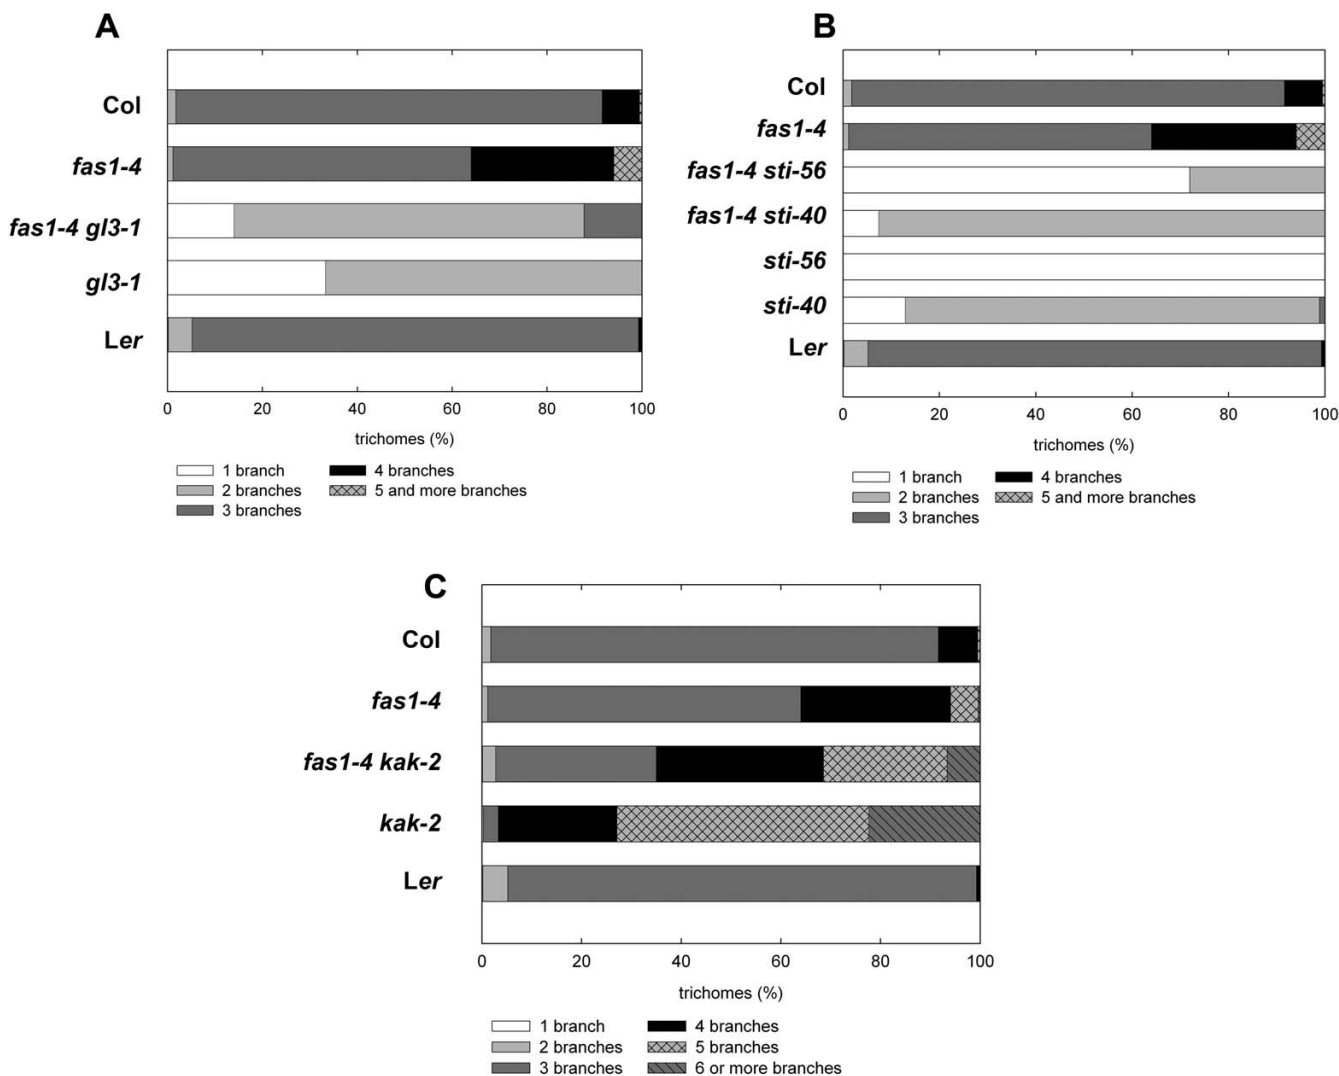 A
Col
fas1-4
fas1-4 gl3-1
gl3-1
Ler
0 20 40 60 80 100
trichomes (%)
1 branch 4 branches
2 branches 5 and more branches
3 branches
B
Col
fas1-4
fas1-4 sti-56
fas1-4 sti-40
sti-56
sti-40
Ler
0 20 40 60 80 100
trichomes (%)
1 branch 4 branches
2 branches 5 and more branches
3 branches
C
Col
fas1-4
fas1-4 kak-2
kak-2
Ler
0 20 40 60 80 100
trichomes (%)
1 branch 4 branches
2 branches 5 branches
3 branches 6 or more branches